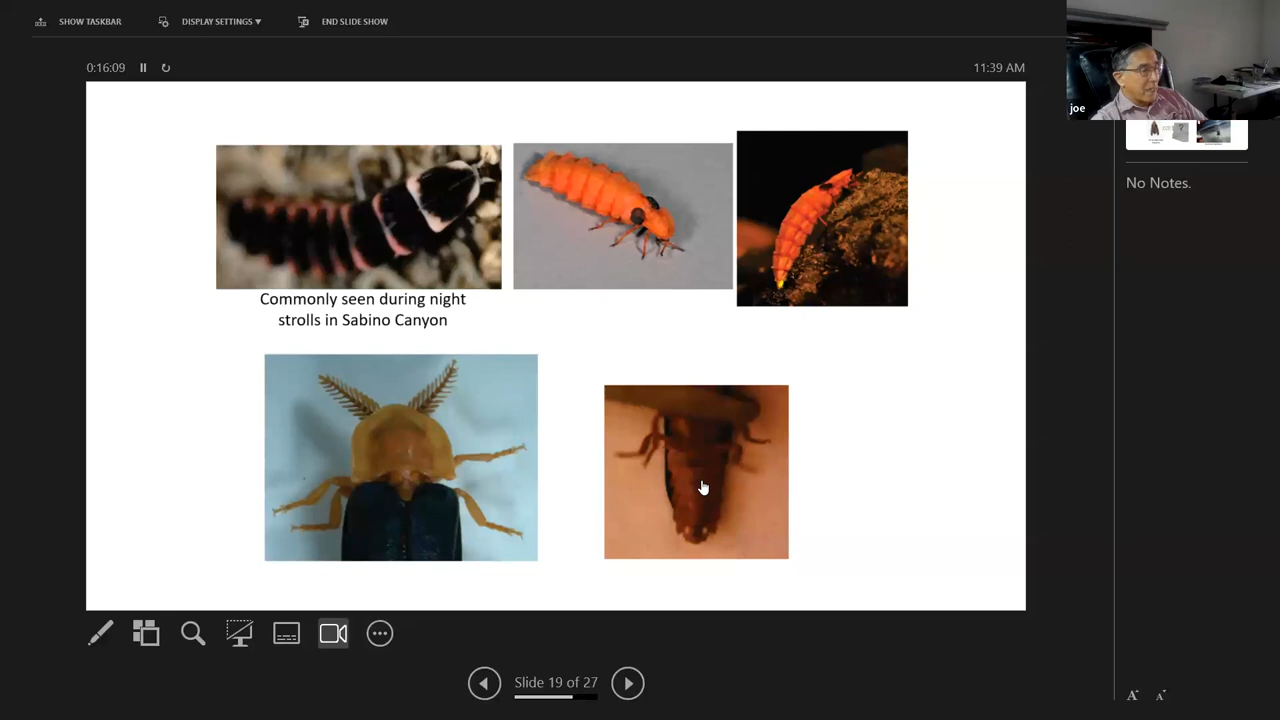 SHOW TASKBAR
DISPLAY SETTINGS ▼
END SLIDE SHOW
0:16:09
11:39 AM
joe
No Notes.
Commonly seen during night
strolls in Sabino Canyon
Slide 19 of 27
A
A